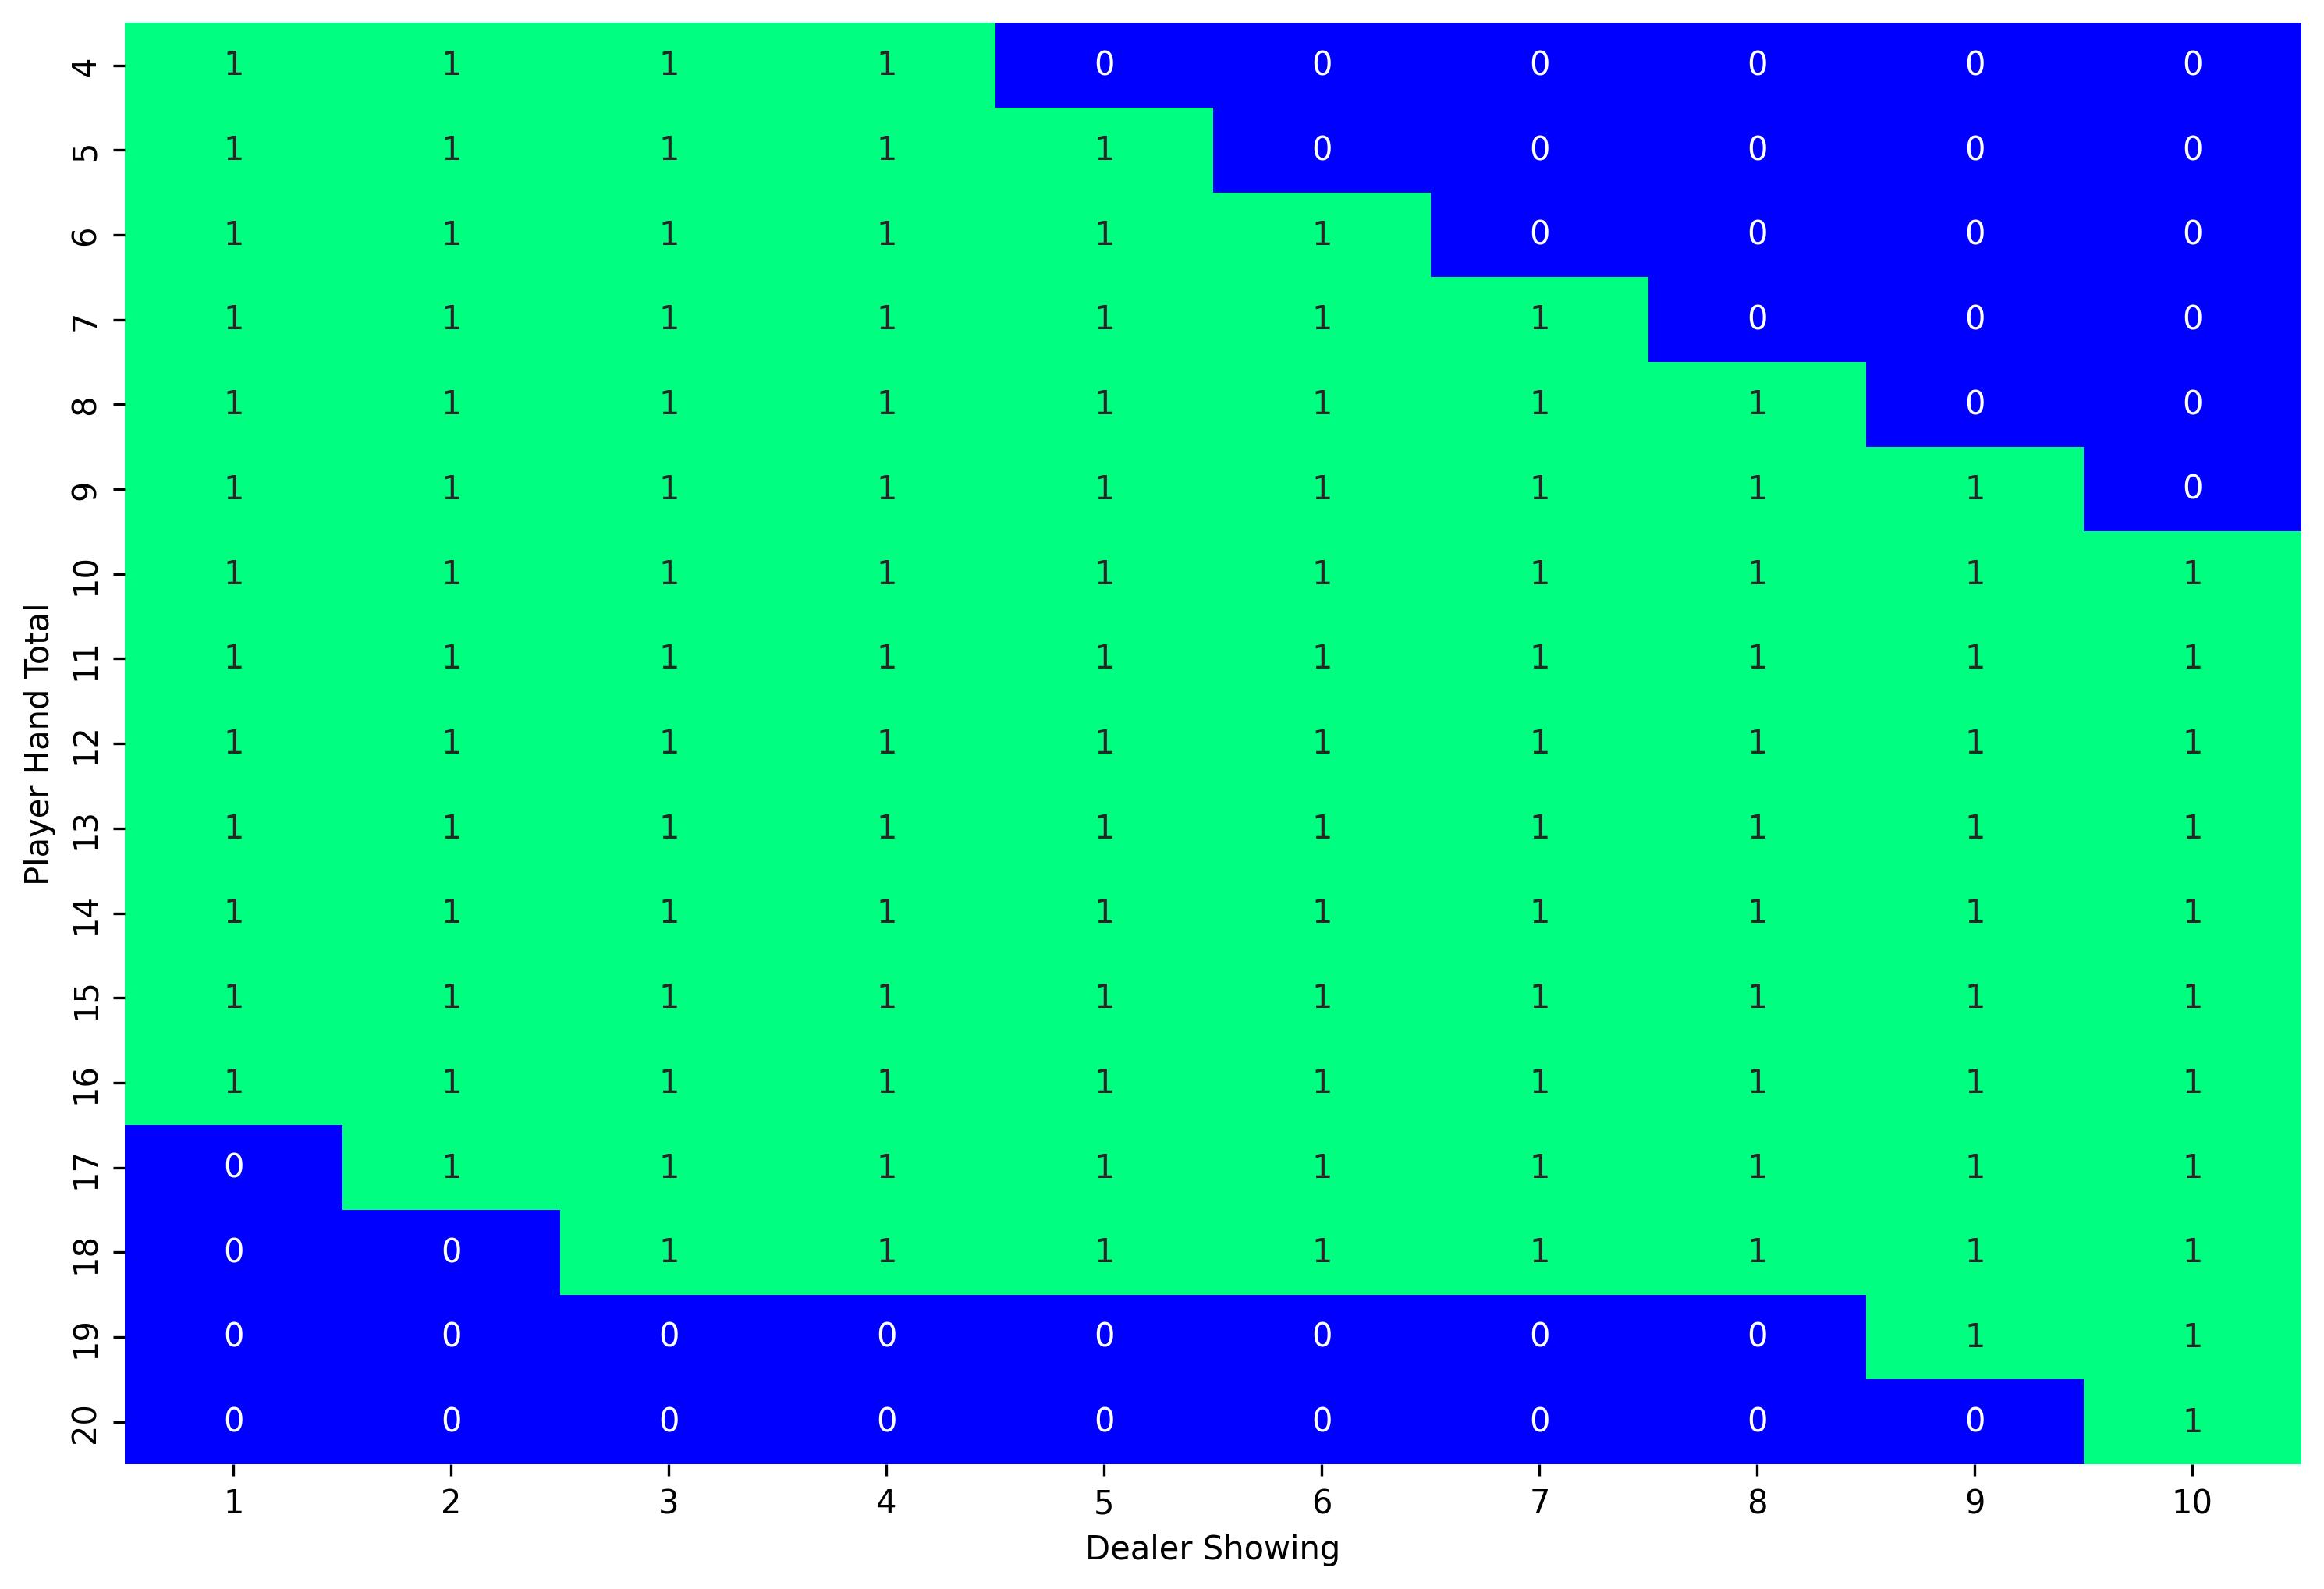 Player Hand Total
4 1 1 1 1 0 0 0 0 0 0
5 1 1 1 1 1 0 0 0 0 0
6 1 1 1 1 1 1 0 0 0 0
7 1 1 1 1 1 1 1 0 0 0
8 1 1 1 1 1 1 1 1 0 0
9 1 1 1 1 1 1 1 1 1 0
10 1 1 1 1 1 1 1 1 1 1
11 1 1 1 1 1 1 1 1 1 1
12 1 1 1 1 1 1 1 1 1 1
13 1 1 1 1 1 1 1 1 1 1
14 1 1 1 1 1 1 1 1 1 1
15 1 1 1 1 1 1 1 1 1 1
16 1 1 1 1 1 1 1 1 1 1
17 0 1 1 1 1 1 1 1 1 1
18 0 0 1 1 1 1 1 1 1 1
19 0 0 0 0 0 0 0 0 1 1
20 0 0 0 0 0 0 0 0 0 1
1 2 3 4 5 6 7 8 9 10
Dealer Showing